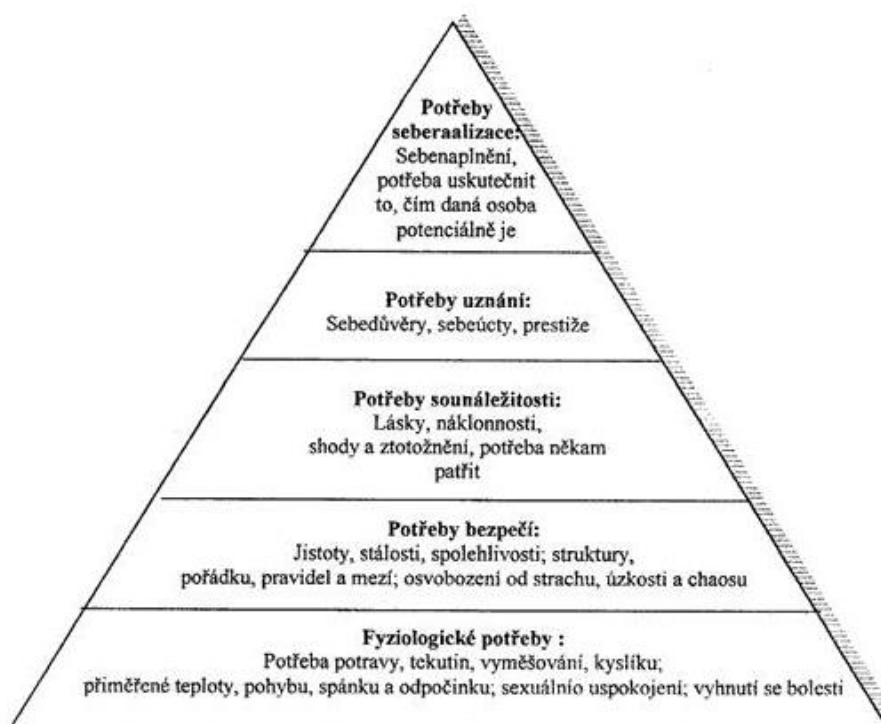 Potřeby
seberaalizace:
Sebenaplnění,
potřeba uskutečnit
to, čím daná osoba
potenciálně je
Potřeby uznání:
Sebedůvěry, sebeúcty, prestiže
Potřeby sounáležitosti:
Lásky, náklonnosti,
shody a ztotožnění, potřeba někam
patřit
Potřeby bezpečí:
Jistoty, stálosti, spolehlivosti; struktury,
pořádku, pravidel a mezí; osvobození od strachu, úzkosti a chaosu
Fyziologické potřeby :
Potřeba potravy, tekutin, vyměšování, kyslíku;
přiměřené teploty, pohybu, spánku a odpočinku; sexuálnío uspokojení; vyhnutí se bolesti